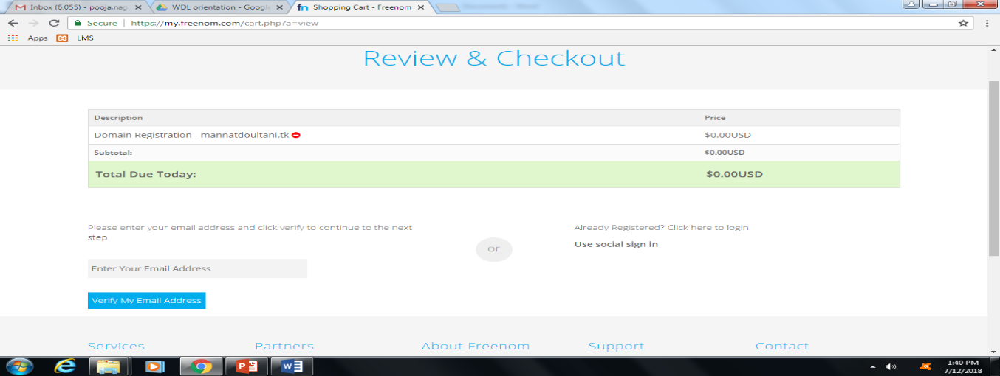 Inbox (6,055) - pooja.nag
WDL orientation - Googl
fn Shopping Cart - Freenom
Secure | https://my.freenom.com/cart.php?a=view
Apps LMS
Review & Checkout
Description Price
Domain Registration - mannatdoultani.tk $0.00USD
Subtotal: $0.00USD
Total Due Today: $0.00USD
Please enter your email address and click verify to continue to the next
step
Already Registered? Click here to login
Use social sign in
or
Enter Your Email Address
Verify My Email Address
Services Partners About Freenom Support Contact
1:40 PM
7/12/2018